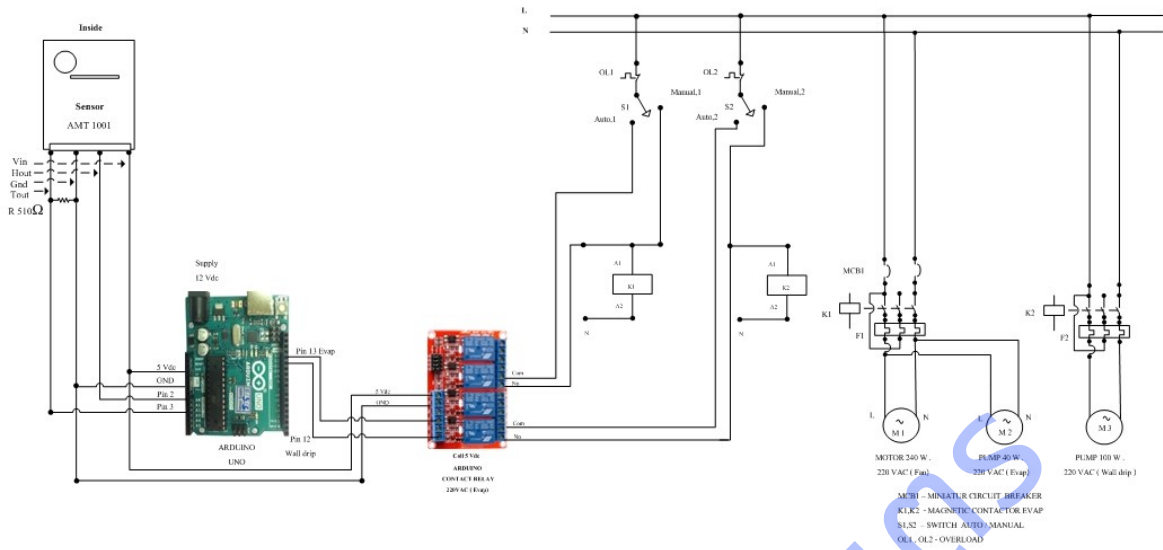 L
N
Inside
Sensor
AMT 1001
Vin
Hout
Gnd
Tout
R 510Ω
Supply
12 Vdc
5 Vdc
GND
Pin 2
Pin 3
ARDUINO
UNO
Pin 13 Evap
Pin 12
Wall drip
5 Vdc
GND
Com
No
Com
No
Coil 5 Vdc
ARDUINO
CONTACT RELAY
220VAC ( Evap)
OL1
S1
Manual,1
Auto,1
OL2
S2
Manual,2
Auto,2
A1
K1
A2
N
A1
K2
A2
N
MCB1
K1
F1
K2
F2
L
N
M 1
M 2
M3
MOTOR 240 W .
220 VAC ( Fan)
PUMP 40 W .
220 VAC ( Evap)
PUMP 100 W .
220 VAC ( Wall drip )
MCB1 – MINIATUR CIRCUIT BREAKER
K1,K2 - MAGNETIC CONTACTOR EVAP
S1,S2 – SWITCH AUTO / MANUAL
OL1 , OL2 - OVERLOAD